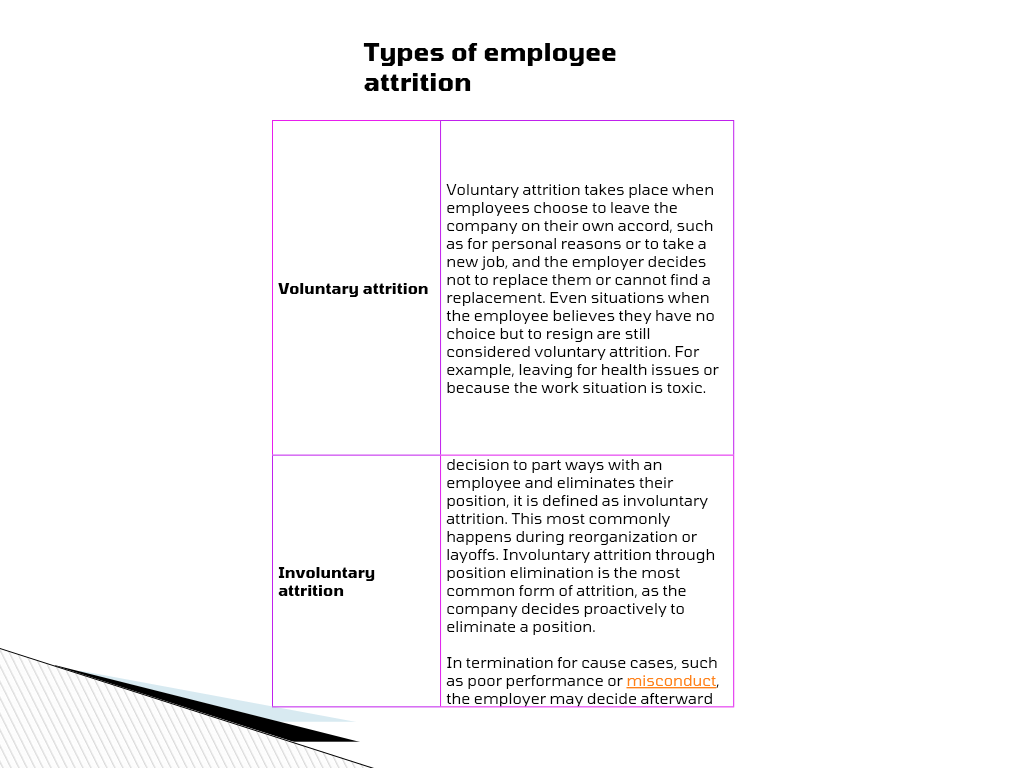 Types of employee
attrition
Voluntary attrition
Voluntary attrition takes place when
employees choose to leave the
company on their own accord, such
as for personal reasons or to take a
new job, and the employer decides
not to replace them or cannot find a
replacement. Even situations when
the employee believes they have no
choice but to resign are still
considered voluntary attrition. For
example, leaving for health issues or
because the work situation is toxic.
Involuntary
attrition
decision to part ways with an
employee and eliminates their
position, it is defined as involuntary
attrition. This most commonly
happens during reorganization or
layoffs. Involuntary attrition through
position elimination is the most
common form of attrition, as the
company decides proactively to
eliminate a position.
In termination for cause cases, such
as poor performance or misconduct,
the employer may decide afterward